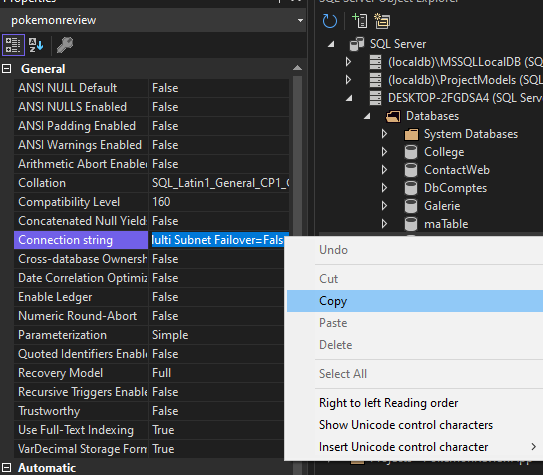 Properties
pokemonreview
General
ANSI NULL Default False
ANSI NULLS Enabled False
ANSI Padding Enabled False
ANSI Warnings Enabled False
Arithmetic Abort Enabled False
Collation SQL_Latin1_General_CP1_C
Compatibility Level 160
Concatenated Null Yields False
Connection string ulti Subnet Failover=Fals
Cross-database Ownersh False
Date Correlation Optimiz False
Enable Ledger False
Numeric Round-Abort False
Parameterization Simple
Quoted Identifiers Enable False
Recovery Model Full
Recursive Triggers Enable False
Trustworthy False
Use Full-Text Indexing True
VarDecimal Storage Form True
Automatic
SQL Server Object Explorer
SQL Server
(localdb)\MSSQLLocalDB (SQ
(localdb)\ProjectModels (SQL
DESKTOP-2FGDSA4 (SQL Serve
Databases
System Databases
College
ContactWeb
DbComptes
Galerie
maTable
Undo
Cut
Copy
Paste
Delete
Select All
Right to left Reading order
Show Unicode control characters
Insert Unicode control character